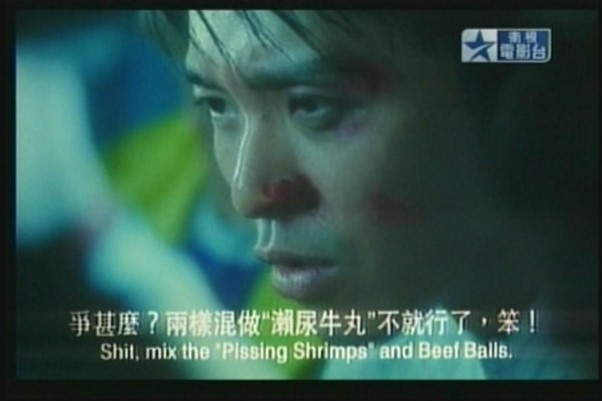 衛視
電影台
爭甚麼？兩樣混做"瀨尿牛丸"不就行了，笨！
Shit, mix the "Pissing Shrimps" and Beef Balls.